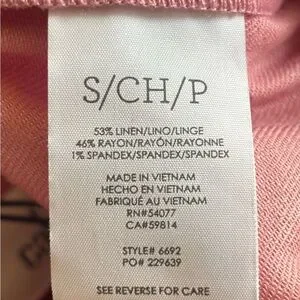 S/CH/P
53% LINEN/LINO/LINGE
46% RAYON/RAYÓN/RAYONNE
1% SPANDEX/SPANDEX/SPANDEX
MADE IN VIETNAM
HECHO EN VIETNAM
FABRIQUÉ AU VIETNAM
RN#54077
CA#59814
STYLE# 6692
PO# 229639
SEE REVERSE FOR CARE